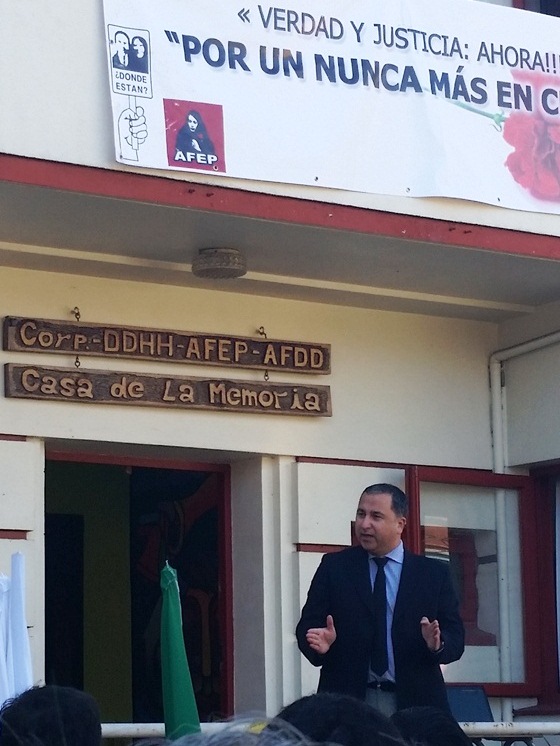 « VERDAD Y JUSTICIA: AHORA!!!
"POR UN NUNCA MÁS EN C
¿DONDE
ESTAN?
AFEP
Corp.-DDHH-AFEP-AFDD
Casa de La Memoria